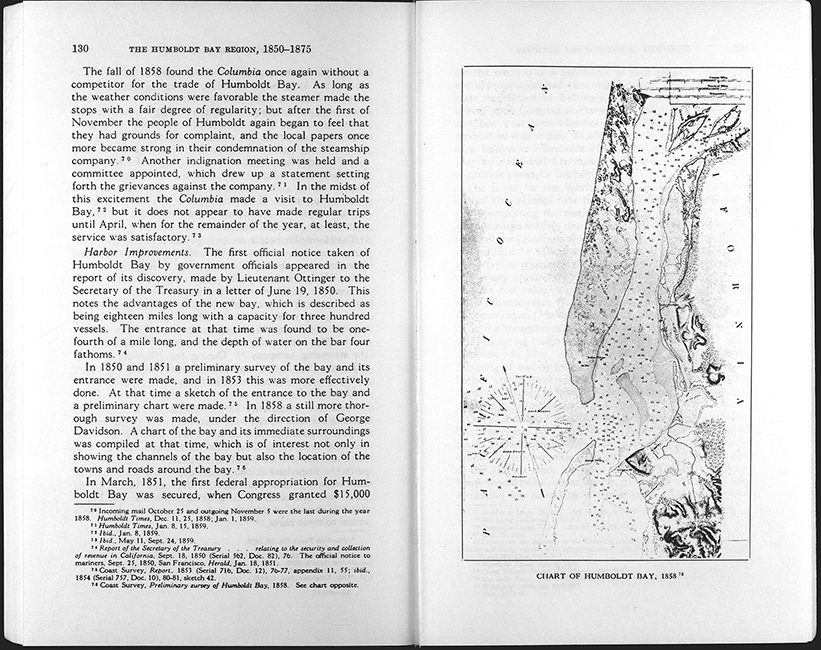 130 THE HUMBOLDT BAY REGION, 1850–1875
The fall of 1858 found the Columbia once again without a
competitor for the trade of Humboldt Bay. As long as
the weather conditions were favorable the steamer made the
stops with a fair degree of regularity; but after the first of
November the people of Humboldt again began to feel that
they had grounds for complaint, and the local papers once
more became strong in their condemnation of the steamship
company.70 Another indignation meeting was held and a
committee appointed, which drew up a statement setting
forth the grievances against the company.71 In the midst of
this excitement the Columbia made a visit to Humboldt
Bay,72 but it does not appear to have made regular trips
until April, when for the remainder of the year, at least, the
service was satisfactory.73
Harbor Improvements. The first official notice taken of
Humboldt Bay by government officials appeared in the
report of its discovery, made by Lieutenant Ottinger to the
Secretary of the Treasury in a letter of June 19, 1850. This
notes the advantages of the new bay, which is described as
being eighteen miles long with a capacity for three hundred
vessels. The entrance at that time was found to be one-
fourth of a mile long, and the depth of water on the bar four
fathoms.74
In 1850 and 1851 a preliminary survey of the bay and its
entrance were made, and in 1853 this was more effectively
done. At that time a sketch of the entrance to the bay and
a preliminary chart were made.75 In 1858 a still more thor-
ough survey was made, under the direction of George
Davidson. A chart of the bay and its immediate surroundings
was compiled at that time, which is of interest not only in
showing the channels of the bay but also the location of the
towns and roads around the bay.76
In March, 1851, the first federal appropriation for Hum-
boldt Bay was secured, when Congress granted $15,000
70 Incoming mail October 25 and outgoing November 5 were the last during the year
1858. Humboldt Times, Dec. 11, 25, 1858; Jan. 1, 1859.
71 Humboldt Times, Jan. 8, 15, 1859.
72 Ibid., Jan. 8, 1859.
73 Ibid., May 11, Sept. 24, 1859.
74 Report of the Secretary of the Treasury . . . relating to the security and collection
of revenue in California, Sept. 18, 1850 (Serial 562, Doc. 82), 76. The official notice to
mariners, Sept. 25, 1850, San Francisco, Herald, Jan. 18, 1851.
75 Coast Survey, Report, 1853 (Serial 716, Doc. 12), 76-77, appendix 11, 55; ibid.,
1854 (Serial 757, Doc. 10), 80-81, sketch 42.
76 Coast Survey, Preliminary survey of Humboldt Bay, 1858. See chart opposite.
PACIFIC OCEAN
IFORNIA
CHART OF HUMBOLDT BAY, 1858 76